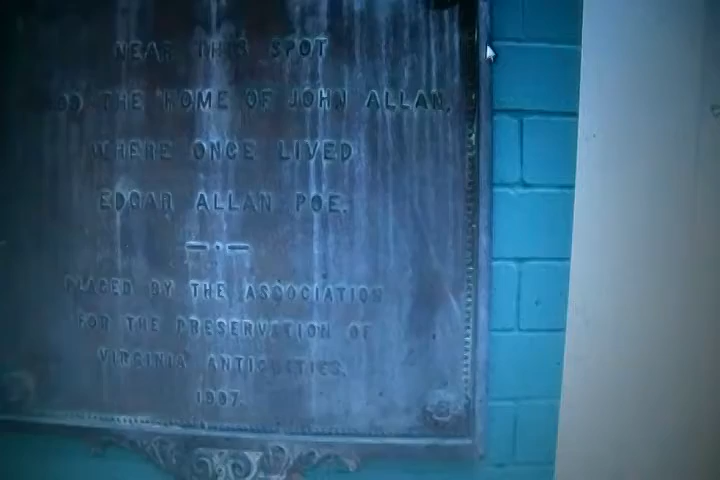 NEAR THIS SPOT
THE HOME OF JOHN ALLAN,
WHERE ONCE LIVED
EDGAR ALLAN POE.
PLACED BY THE ASSOCIATION
FOR THE PRESERVATION OF
VIRGINIA ANTIQUITIES.
1907.